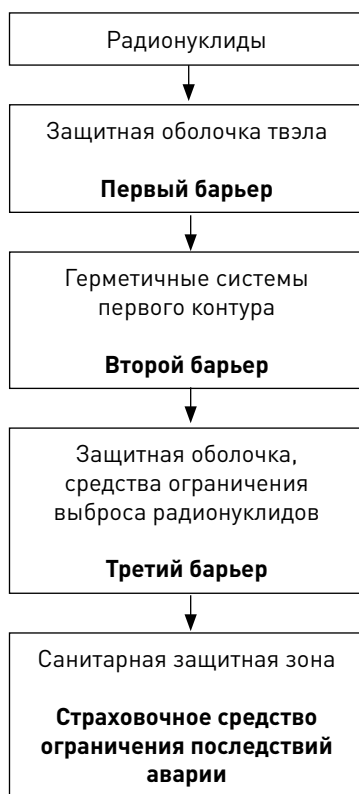 Радионуклиды
Защитная оболочка твэла
Первый барьер
Герметичные системы
первого контура
Второй барьер
Защитная оболочка,
средства ограничения
выброса радионуклидов
Третий барьер
Санитарная защитная зона
Страховочное средство
ограничения последствий
аварии